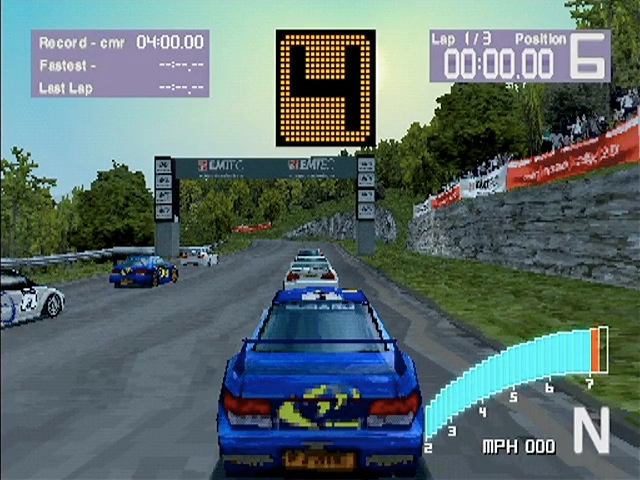 Record - cmr 04:00.00
Fastest - --:--.--
Last Lap --:--.--
4
Lap 1/3 Position
00:00.00 6
EMTEC EMTEC
2 3 4 5 6 7
MPH 000 N